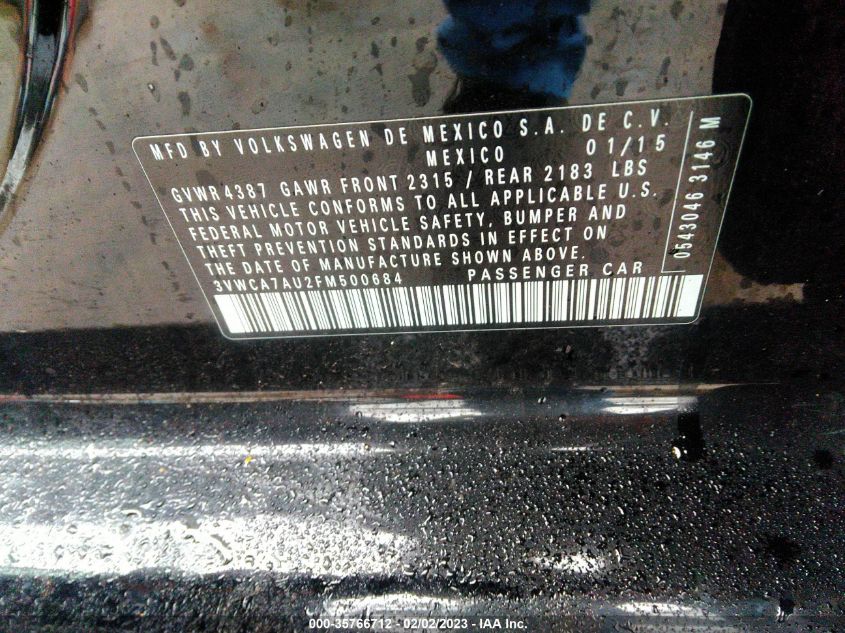 MFD BY VOLKSWAGEN DE MEXICO S.A. DE C.V.
MEXICO 01/15
GVWR 4387 GAWR FRONT 2315 / REAR 2183 LBS
THIS VEHICLE CONFORMS TO ALL APPLICABLE U.S.
FEDERAL MOTOR VEHICLE SAFETY, BUMPER AND
THEFT PREVENTION STANDARDS IN EFFECT ON
THE DATE OF MANUFACTURE SHOWN ABOVE.
3VWCA7AU2FM500684 PASSENGER CAR
0543046 3146 M
000-35766712 - 02/02/2023 - IAA Inc.